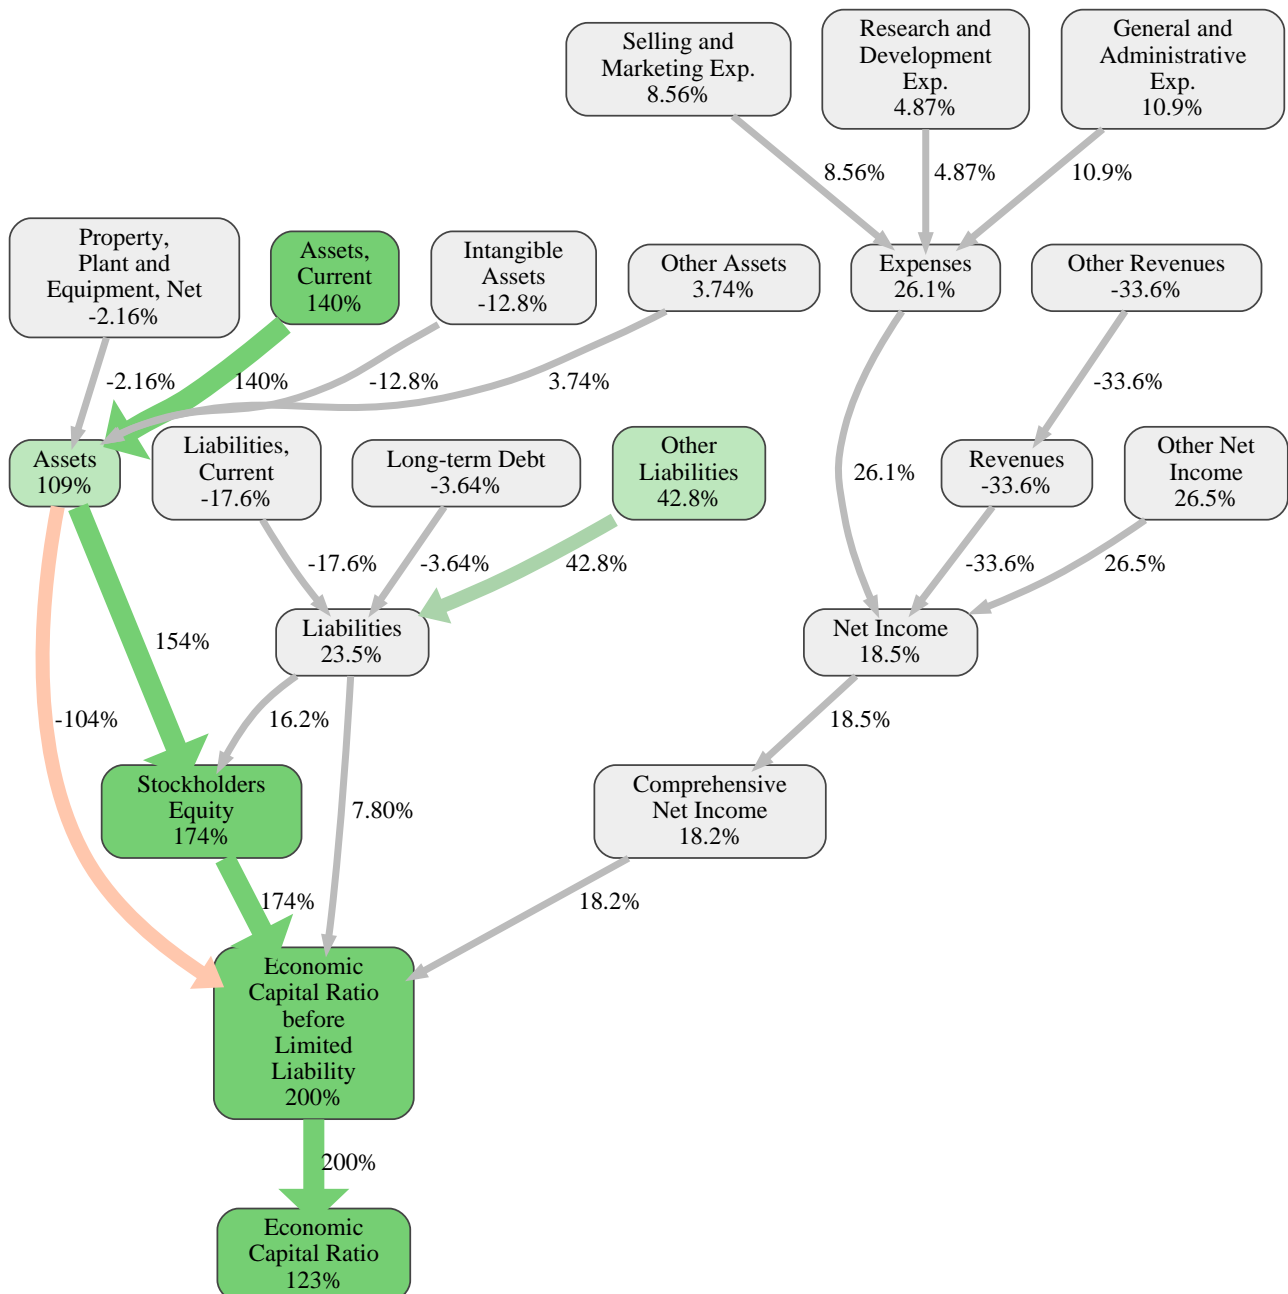 Selling and
Marketing Exp.
8.56%
Research and
Development
Exp.
4.87%
General and
Administrative
Exp.
10.9%
8.56%
4.87%
10.9%
Property,
Plant and
Equipment, Net
-2.16%
Assets,
Current
140%
Intangible
Assets
-12.8%
Other Assets
3.74%
Expenses
26.1%
Other Revenues
-33.6%
-2.16%
140%
-12.8%
3.74%
-33.6%
Assets
109%
Liabilities,
Current
-17.6%
Long-term Debt
-3.64%
Other
Liabilities
42.8%
26.1%
Revenues
-33.6%
Other Net
Income
26.5%
-17.6%
-3.64%
42.8%
-33.6%
26.5%
Liabilities
23.5%
Net Income
18.5%
154%
-104%
16.2%
18.5%
Stockholders
Equity
174%
7.80%
Comprehensive
Net Income
18.2%
174%
18.2%
Economic
Capital Ratio
before
Limited
Liability
200%
200%
Economic
Capital Ratio
123%